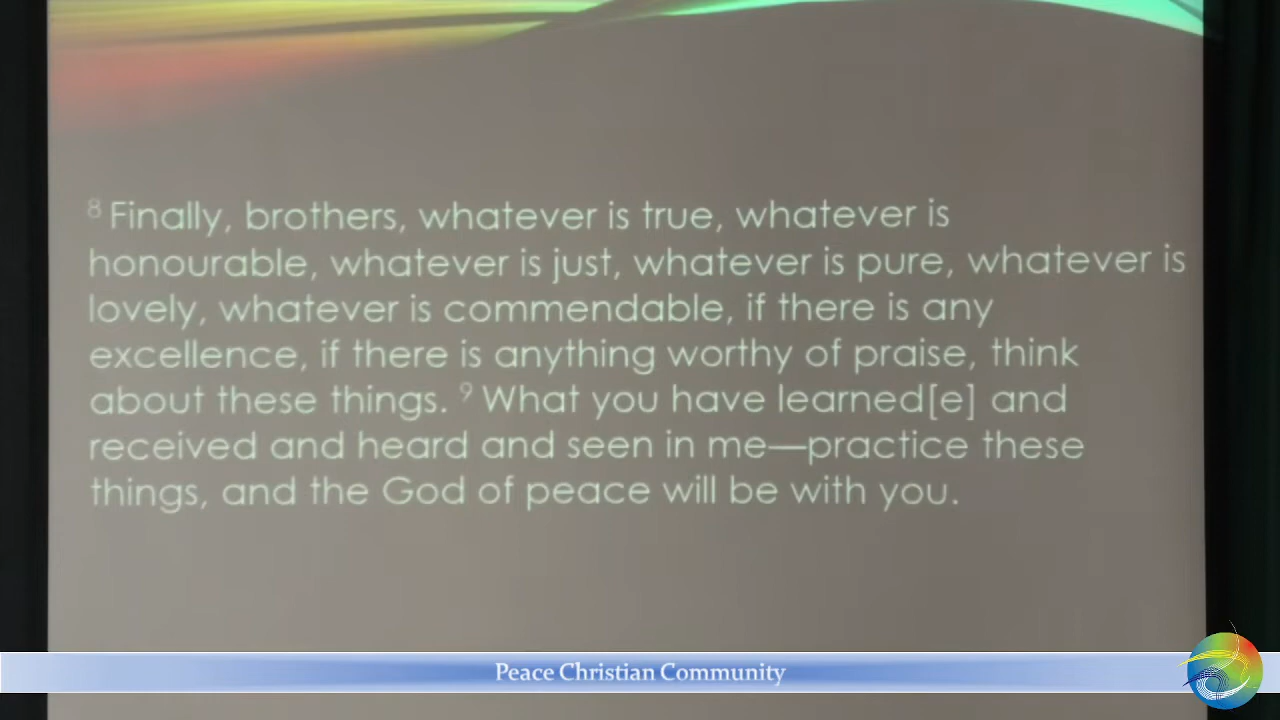 8 Finally, brothers, whatever is true, whatever is
honourable, whatever is just, whatever is pure, whatever is
lovely, whatever is commendable, if there is any
excellence, if there is anything worthy of praise, think
about these things. 9 What you have learned[e] and
received and heard and seen in me—practice these
things, and the God of peace will be with you.
Peace Christian Community